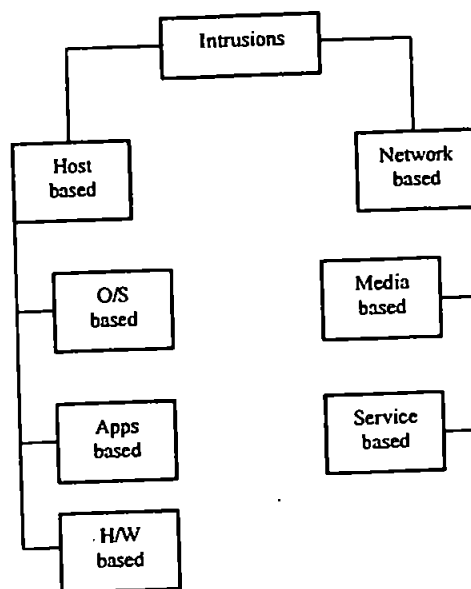 Intrusions
Host
based
Network
based
O/S
based
Media
based
Apps
based
Service
based
H/W
based